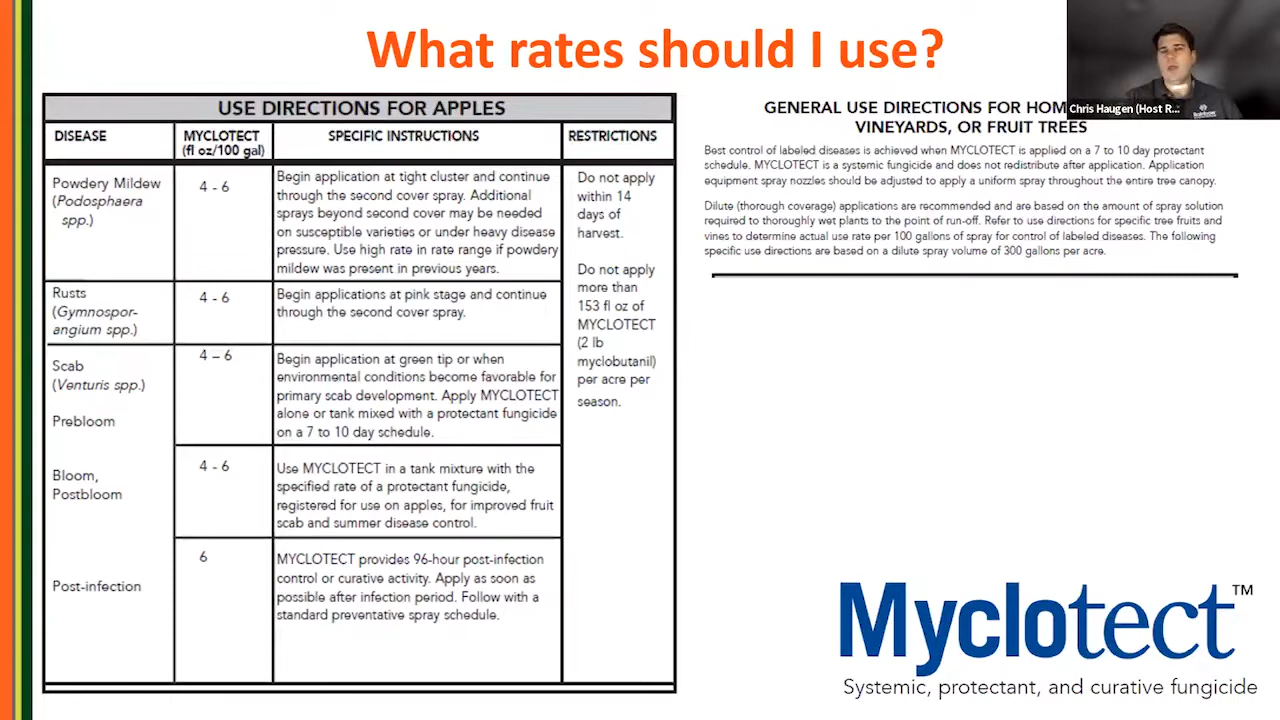 What rates should I use?
USE DIRECTIONS FOR APPLES
DISEASE
MYCLOTECT
(fl oz/100 gal)
SPECIFIC INSTRUCTIONS
RESTRICTIONS
Powdery Mildew
(Podosphaera
spp.)
4 - 6
Begin application at tight cluster and continue
through the second cover spray. Additional
sprays beyond second cover may be needed
on susceptible varieties or under heavy disease
pressure. Use high rate in rate range if powdery
mildew was present in previous years.
Do not apply
within 14
days of
harvest.
Do not apply
more than
153 fl oz of
MYCLOTECT
(2 lb
myclobutanil)
per acre per
season.
Rusts
(Gymnospor-
angium spp.)
4 - 6
Begin applications at pink stage and continue
through the second cover spray.
Scab
(Venturis spp.)
Prebloom
4 – 6
Begin application at green tip or when
environmental conditions become favorable for
primary scab development. Apply MYCLOTECT
alone or tank mixed with a protectant fungicide
on a 7 to 10 day schedule.
Bloom,
Postbloom
4 - 6
Use MYCLOTECT in a tank mixture with the
specified rate of a protectant fungicide,
registered for use on apples, for improved fruit
scab and summer disease control.
Post-infection
6
MYCLOTECT provides 96-hour post-infection
control or curative activity. Apply as soon as
possible after infection period. Follow with a
standard preventative spray schedule.
GENERAL USE DIRECTIONS FOR HOM
VINEYARDS, OR FRUIT TREES
Best control of labeled diseases is achieved when MYCLOTECT is applied on a 7 to 10 day protectant
schedule. MYCLOTECT is a systemic fungicide and does not redistribute after application. Application
equipment spray nozzles should be adjusted to apply a uniform spray throughout the entire tree canopy.
Dilute (thorough coverage) applications are recommended and are based on the amount of spray solution
required to thoroughly wet plants to the point of run-off. Refer to use directions for specific tree fruits and
vines to determine actual use rate per 100 gallons of spray for control of labeled diseases. The following
specific use directions are based on a dilute spray volume of 300 gallons per acre.
Chris Haugen (Host R...
Myclotect™
Systemic, protectant, and curative fungicide